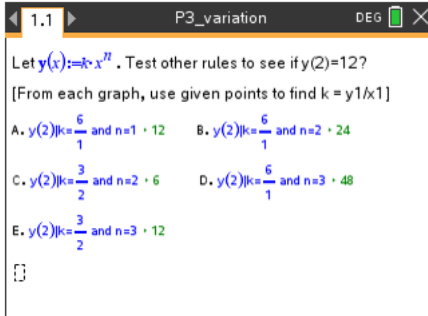 1.1 P3_variation DEG
Let y(x):=k·xⁿ . Test other rules to see if y(2)=12?
[From each graph, use given points to find k = y1/x1]
A. y(2)|k=6/1 and n=1 · 12 B. y(2)|k=6/1 and n=2 · 24
C. y(2)|k=3/2 and n=2 · 6 D. y(2)|k=6/1 and n=3 · 48
E. y(2)|k=3/2 and n=3 · 12